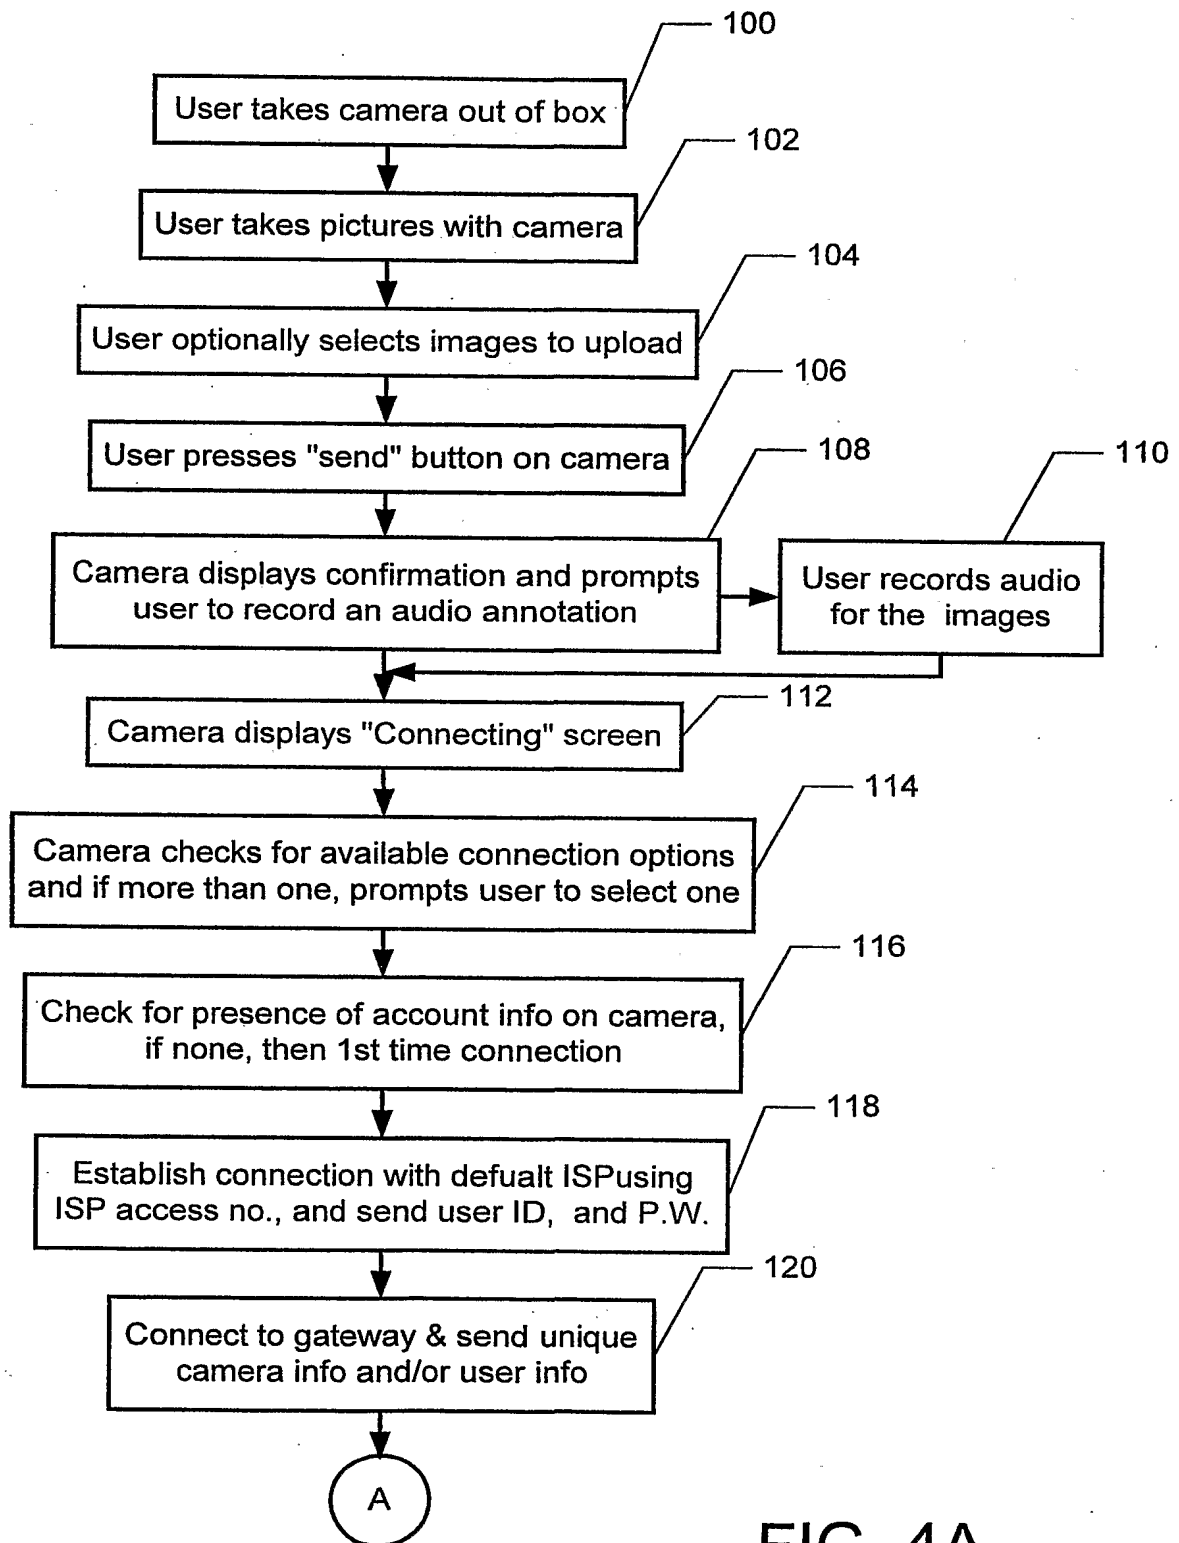 100
User takes camera out of box
102
User takes pictures with camera
104
User optionally selects images to upload
106
User presses "send" button on camera
108
Camera displays confirmation and prompts
user to record an audio annotation
110
User records audio
for the images
112
Camera displays "Connecting" screen
114
Camera checks for available connection options
and if more than one, prompts user to select one
116
Check for presence of account info on camera,
if none, then 1st time connection
118
Establish connection with defualt ISPusing
ISP access no., and send user ID, and P.W.
120
Connect to gateway & send unique
camera info and/or user info
A
FIG. 4A